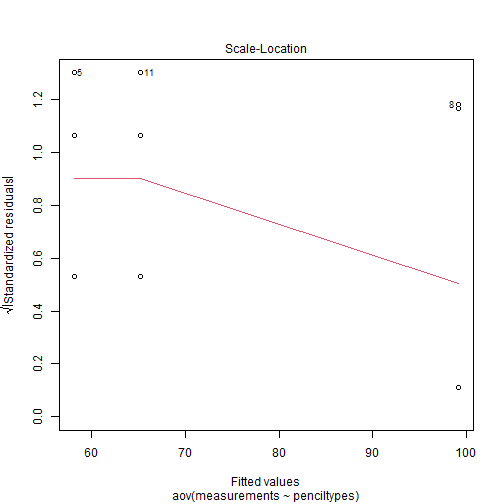 Scale-Location
√|Standardized residuals|
0.0 0.2 0.4 0.6 0.8 1.0 1.2
5
11
8
60 70 80 90 100
Fitted values
aov(measurements ~ penciltypes)